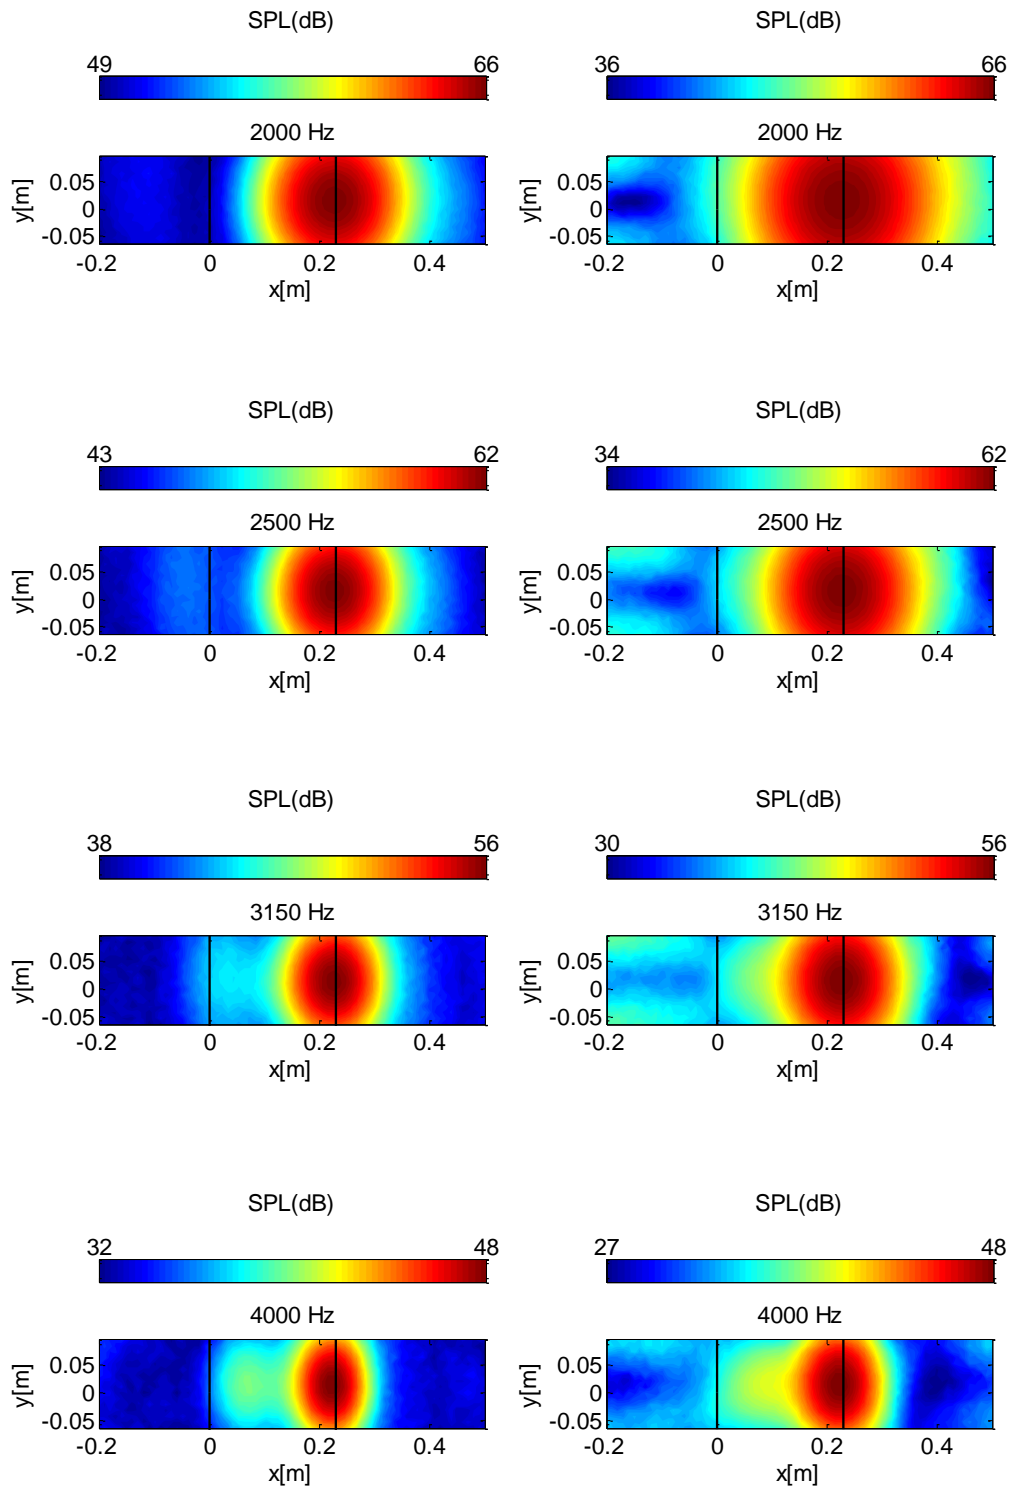 SPL(dB) SPL(dB)
49 66 36 66
2000 Hz 2000 Hz
0.05 0.05
y[m] y[m]
0 0
-0.05 -0.05
-0.2 0 0.2 0.4 -0.2 0 0.2 0.4
x[m] x[m]
SPL(dB) SPL(dB)
43 62 34 62
2500 Hz 2500 Hz
0.05 0.05
y[m] y[m]
0 0
-0.05 -0.05
-0.2 0 0.2 0.4 -0.2 0 0.2 0.4
x[m] x[m]
SPL(dB) SPL(dB)
38 56 30 56
3150 Hz 3150 Hz
0.05 0.05
y[m] y[m]
0 0
-0.05 -0.05
-0.2 0 0.2 0.4 -0.2 0 0.2 0.4
x[m] x[m]
SPL(dB) SPL(dB)
32 48 27 48
4000 Hz 4000 Hz
0.05 0.05
y[m] y[m]
0 0
-0.05 -0.05
-0.2 0 0.2 0.4 -0.2 0 0.2 0.4
x[m] x[m]